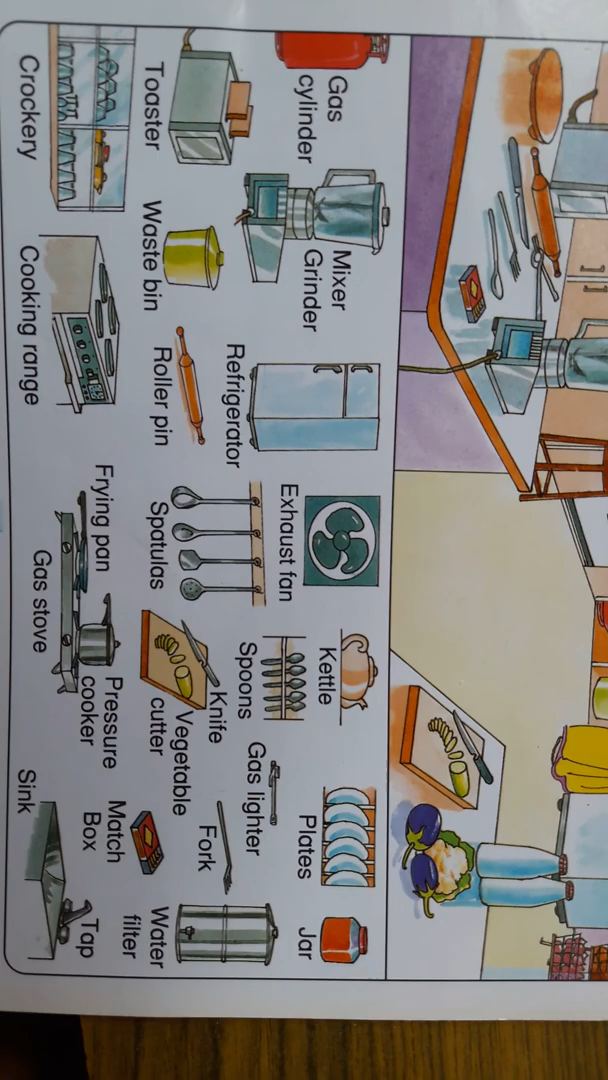 Gas
cylinder
Mixer
Grinder
Refrigerator
Exhaust fan
Kettle
Spoons
Plates
Jar
Toaster
Waste bin
Roller pin
Spatulas
Knife
Vegetable
cutter
Gas lighter
Fork
Water
filter
Crockery
Cooking range
Frying pan
Gas stove
Pressure
cooker
Match
Box
Sink
Tap